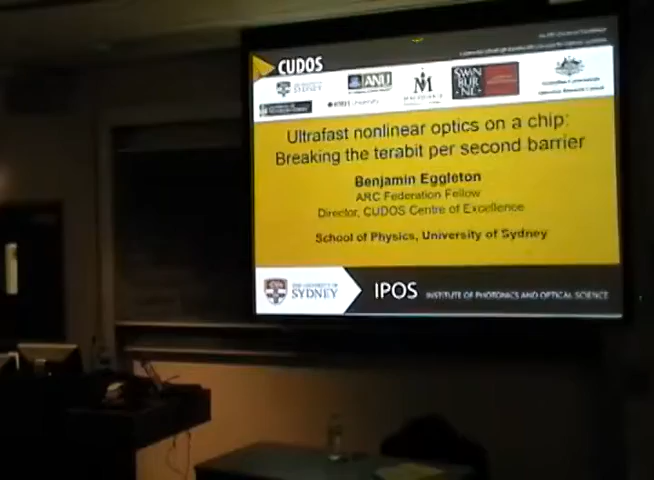 CUDOS
SYDNEY
ANU
SWIN
BUR
NE
Ultrafast nonlinear optics on a chip:
Breaking the terabit per second barrier
Benjamin Eggleton
ARC Federation Fellow
Director, CUDOS Centre of Excellence
School of Physics, University of Sydney
THE UNIVERSITY OF
SYDNEY
IPOS
INSTITUTE OF PHOTONICS AND OPTICAL SCIENCE